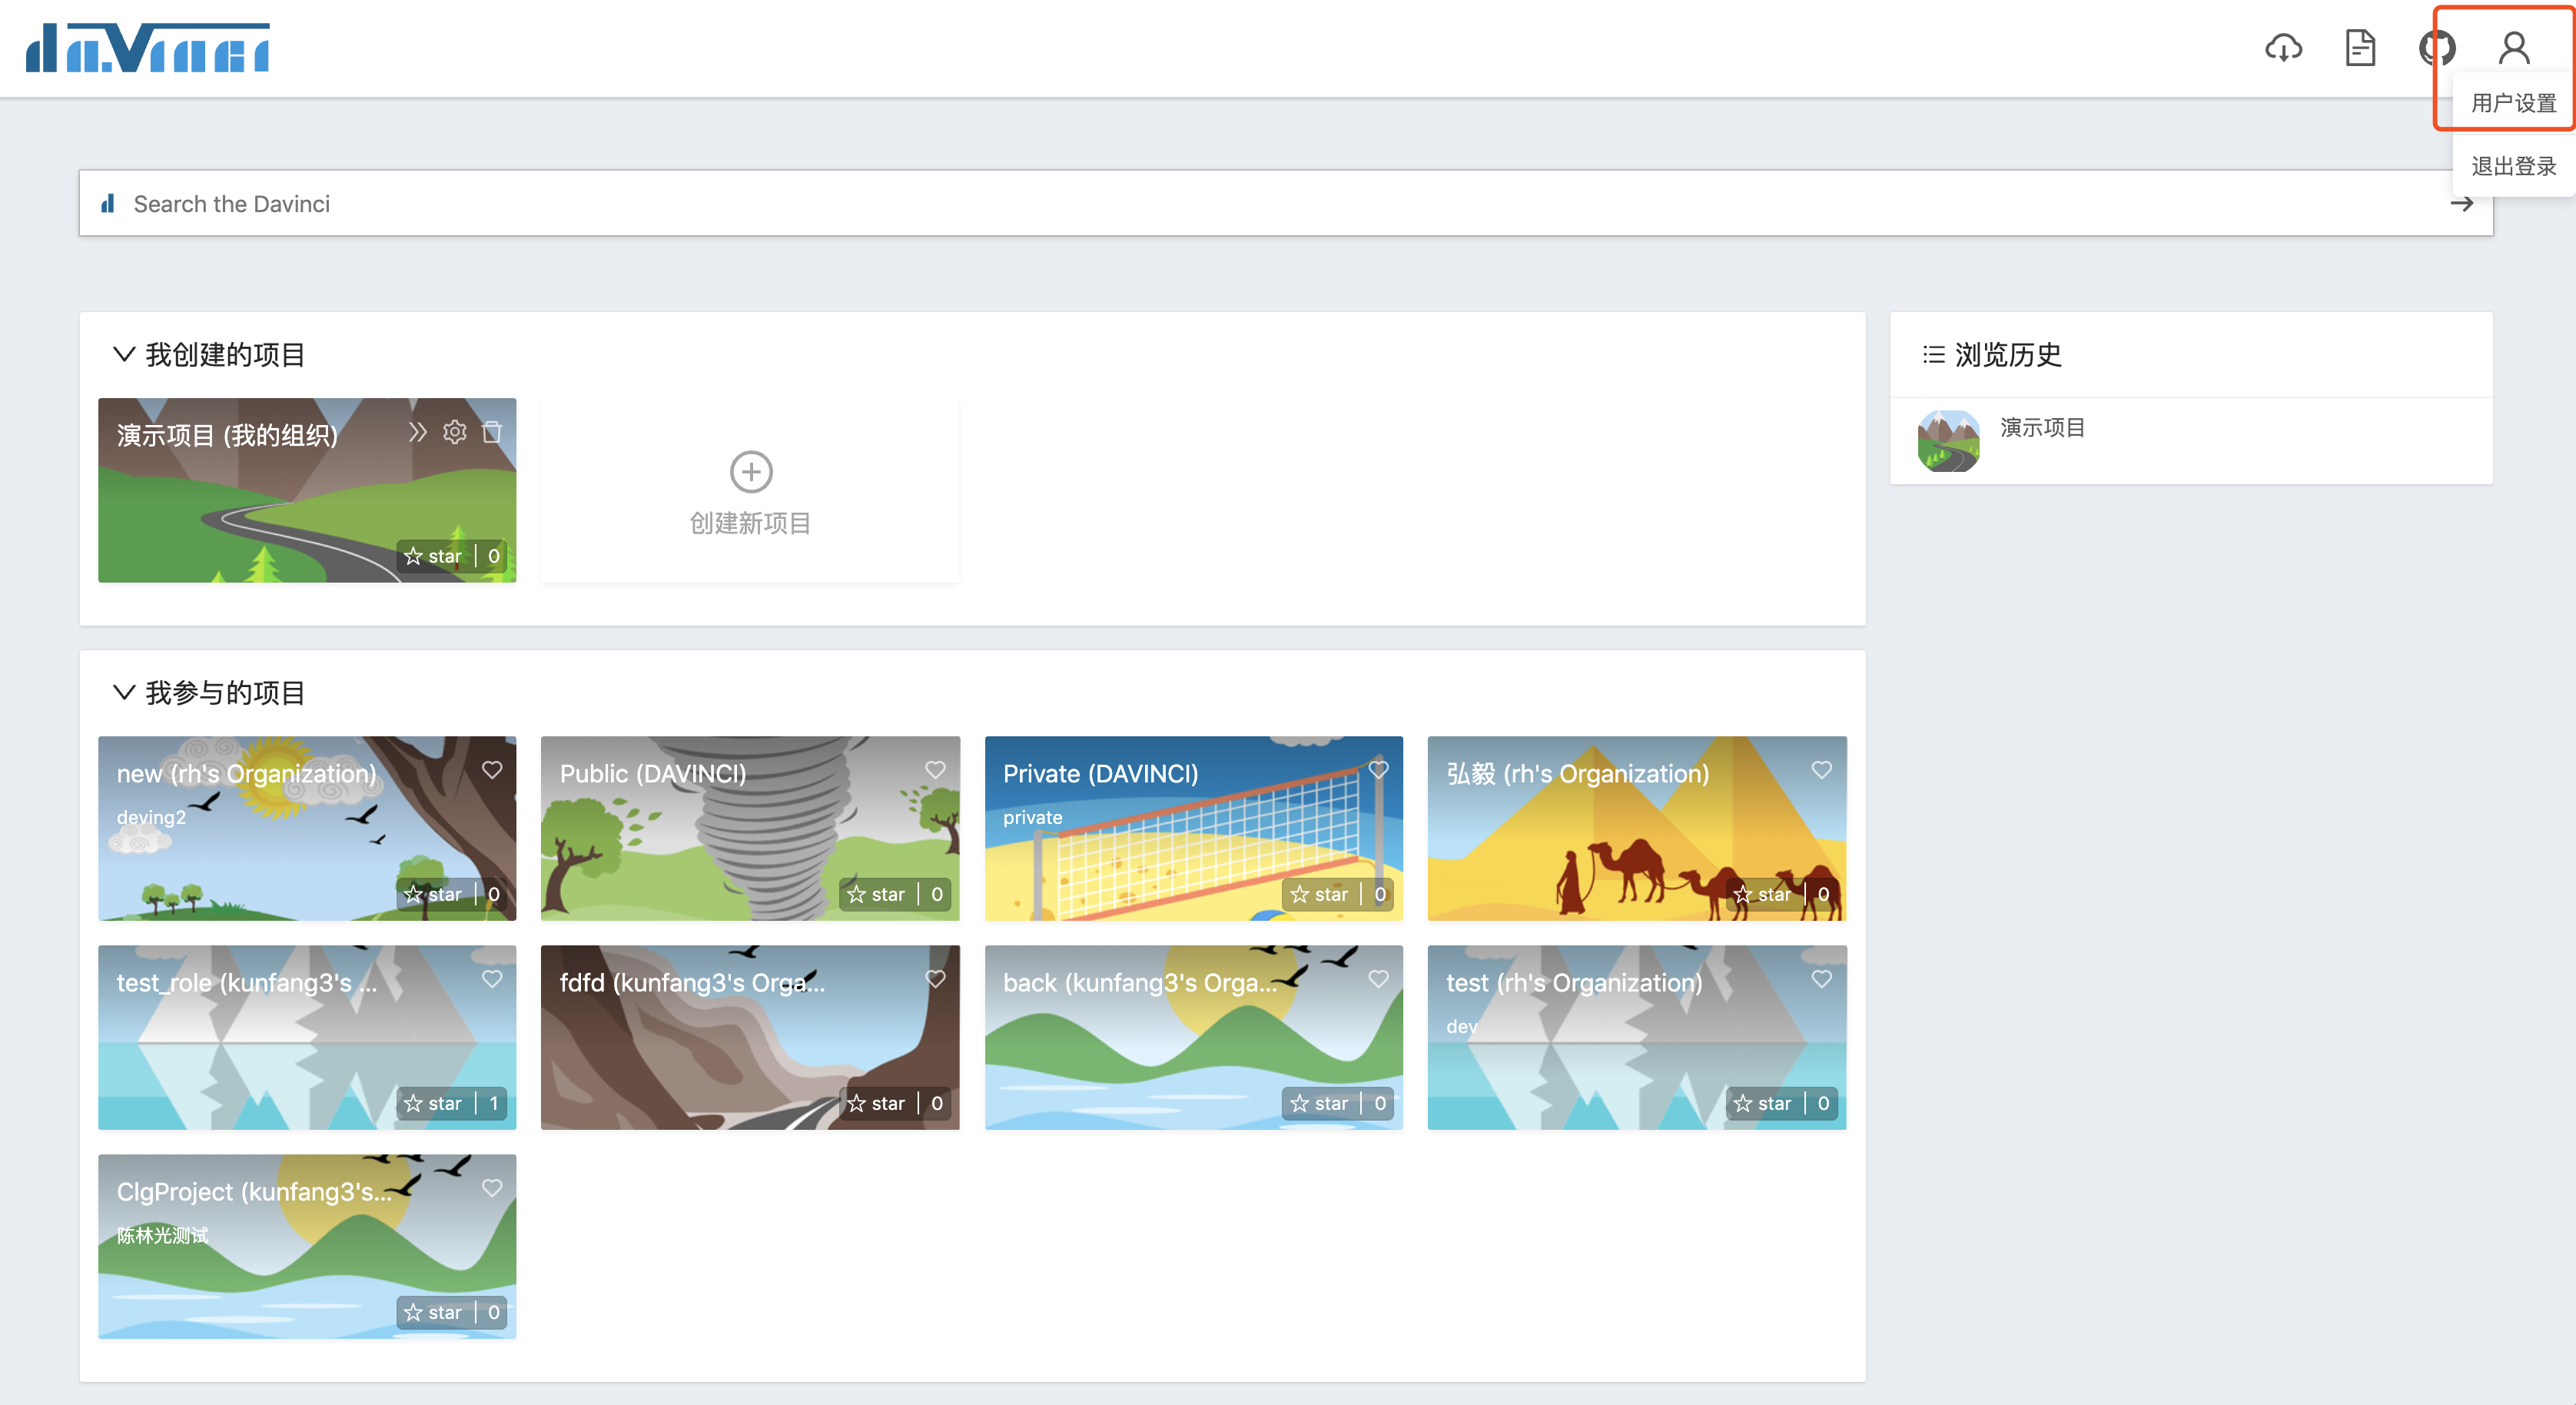 da.Vinci
用户设置
退出登录
Search the Davinci
我创建的项目
演示项目 (我的组织)
star | 0
创建新项目
浏览历史
演示项目
我参与的项目
new (rh's Organization)
deving2
star | 0
Public (DAVINCI)
star | 0
Private (DAVINCI)
private
star | 0
弘毅 (rh's Organization)
star | 0
test_role (kunfang3's ...
star | 1
fdfd (kunfang3's Orga...
star | 0
back (kunfang3's Orga...
star | 0
test (rh's Organization)
dev
star | 0
ClgProject (kunfang3's...
陈林光测试
star | 0